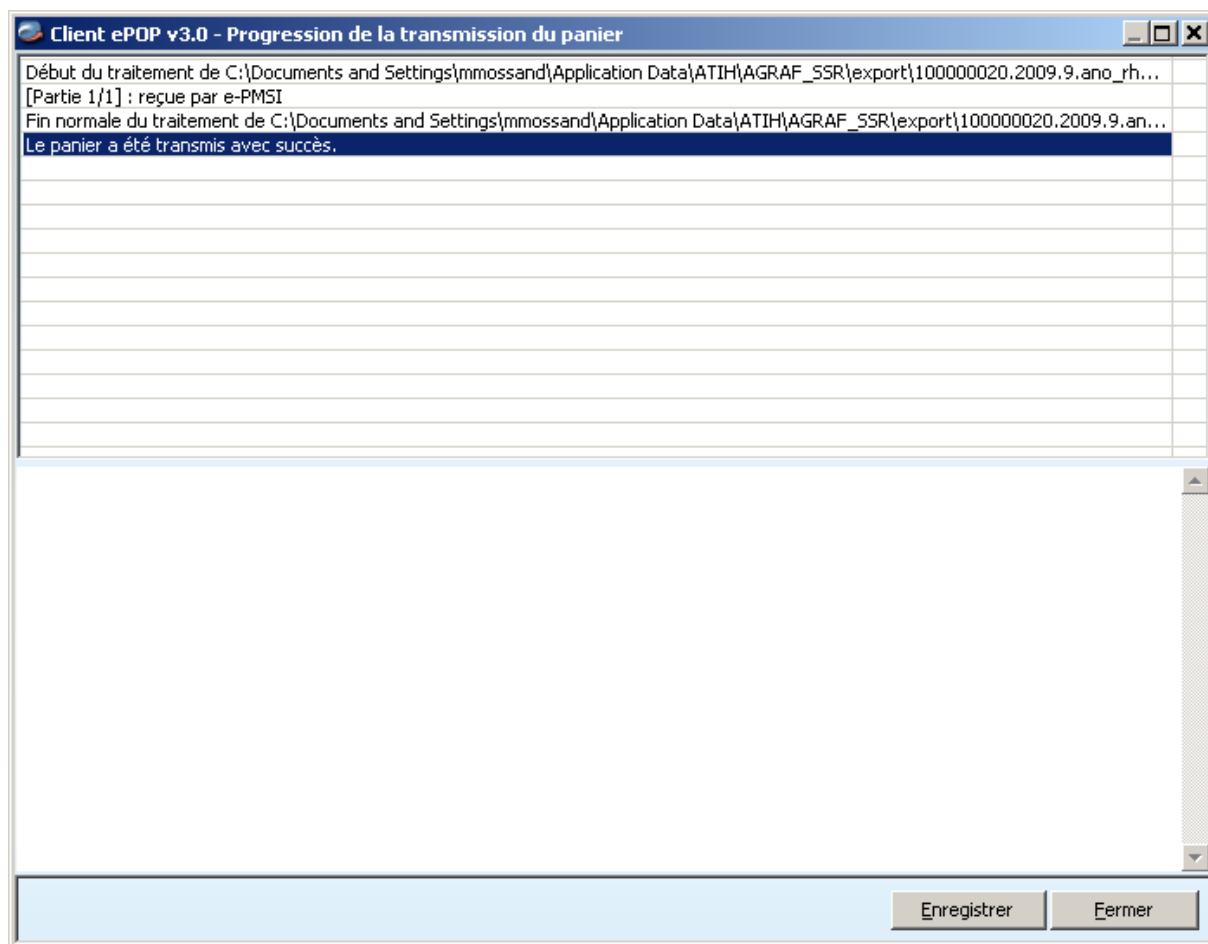 Client ePOP v3.0 - Progression de la transmission du panier
Début du traitement de C:\Documents and Settings\mmossand\Application Data\ATIH\AGRAF_SSR\export\100000020.2009.9.ano_rh...
[Partie 1/1] : reçue par e-PMSI
Fin normale du traitement de C:\Documents and Settings\mmossand\Application Data\ATIH\AGRAF_SSR\export\100000020.2009.9.an...
Le panier a été transmis avec succès.
Enregistrer Fermer